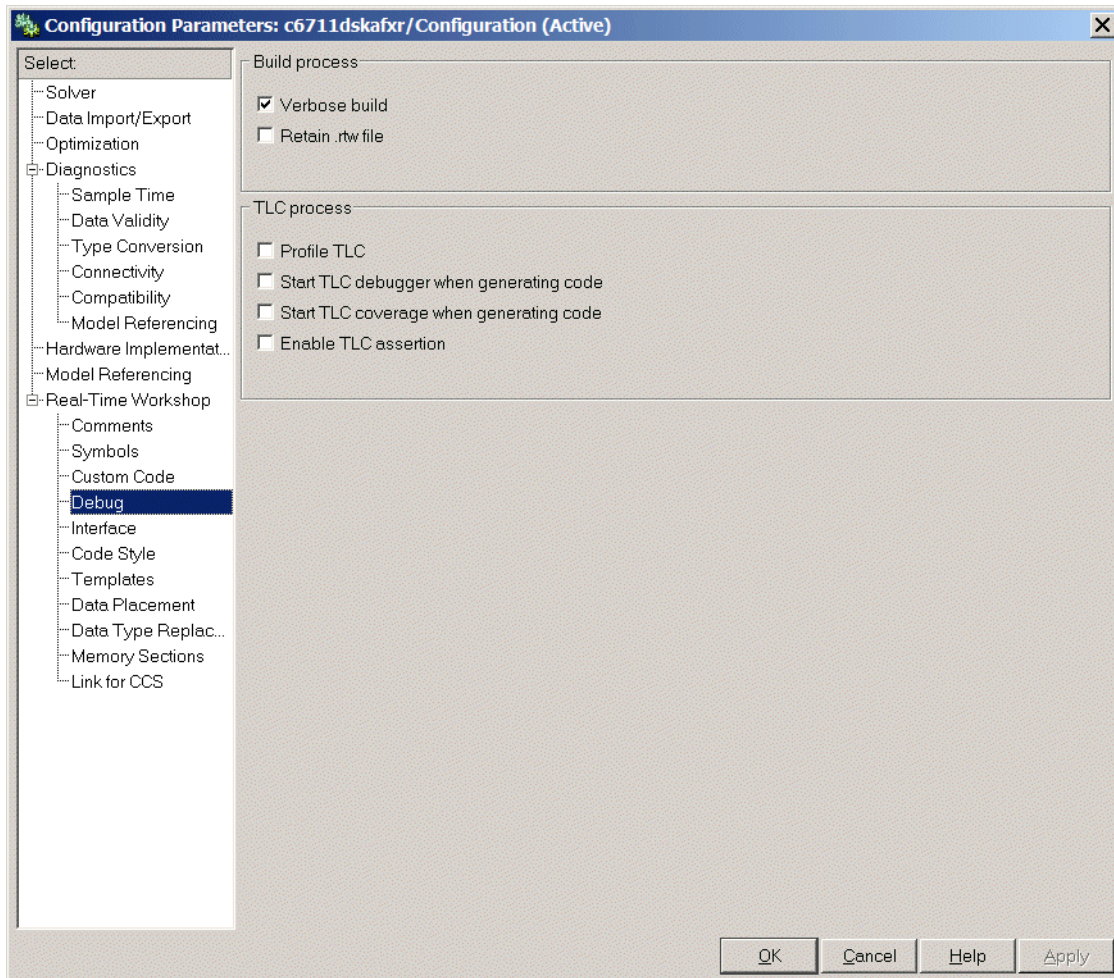 Configuration Parameters: c6711dskafxr/Configuration (Active)
Select:
Solver
Data Import/Export
Optimization
Diagnostics
Sample Time
Data Validity
Type Conversion
Connectivity
Compatibility
Model Referencing
Hardware Implementat...
Model Referencing
Real-Time Workshop
Comments
Symbols
Custom Code
Debug
Interface
Code Style
Templates
Data Placement
Data Type Replac...
Memory Sections
Link for CCS
Build process
Verbose build
Retain .rtw file
TLC process
Profile TLC
Start TLC debugger when generating code
Start TLC coverage when generating code
Enable TLC assertion
OK Cancel Help Apply